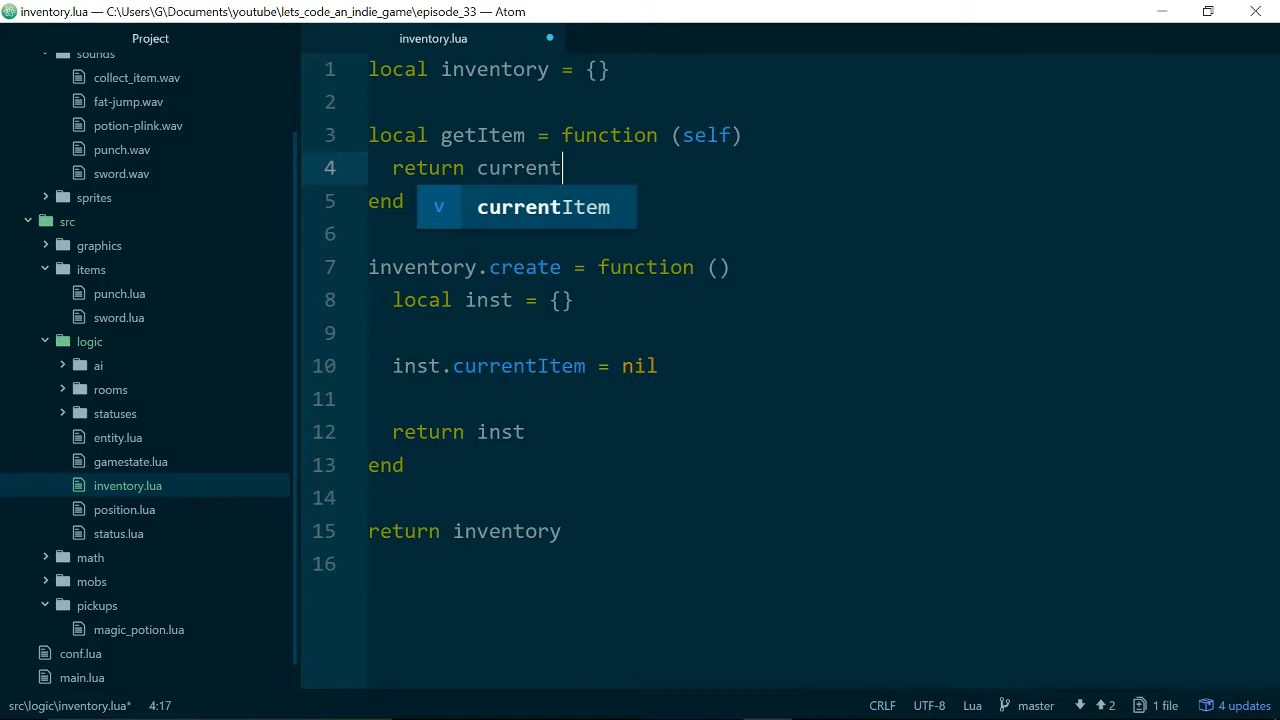 inventory.lua — C:\Users\G\Documents\youtube\lets_code_an_indie_game\episode_33 — Atom
Project
sounds
collect_item.wav
fat-jump.wav
potion-plink.wav
punch.wav
sword.wav
sprites
src
graphics
items
punch.lua
sword.lua
logic
ai
rooms
statuses
entity.lua
gamestate.lua
inventory.lua
position.lua
status.lua
math
mobs
pickups
magic_potion.lua
conf.lua
main.lua
inventory.lua
1 local inventory = {}
2
3 local getItem = function (self)
4 return current
v currentItem
5 end
6
7 inventory.create = function ()
8 local inst = {}
9
10 inst.currentItem = nil
11
12 return inst
13 end
14
15 return inventory
16
src\logic\inventory.lua* 4:17 CRLF UTF-8 Lua master 2 1 file 4 updates